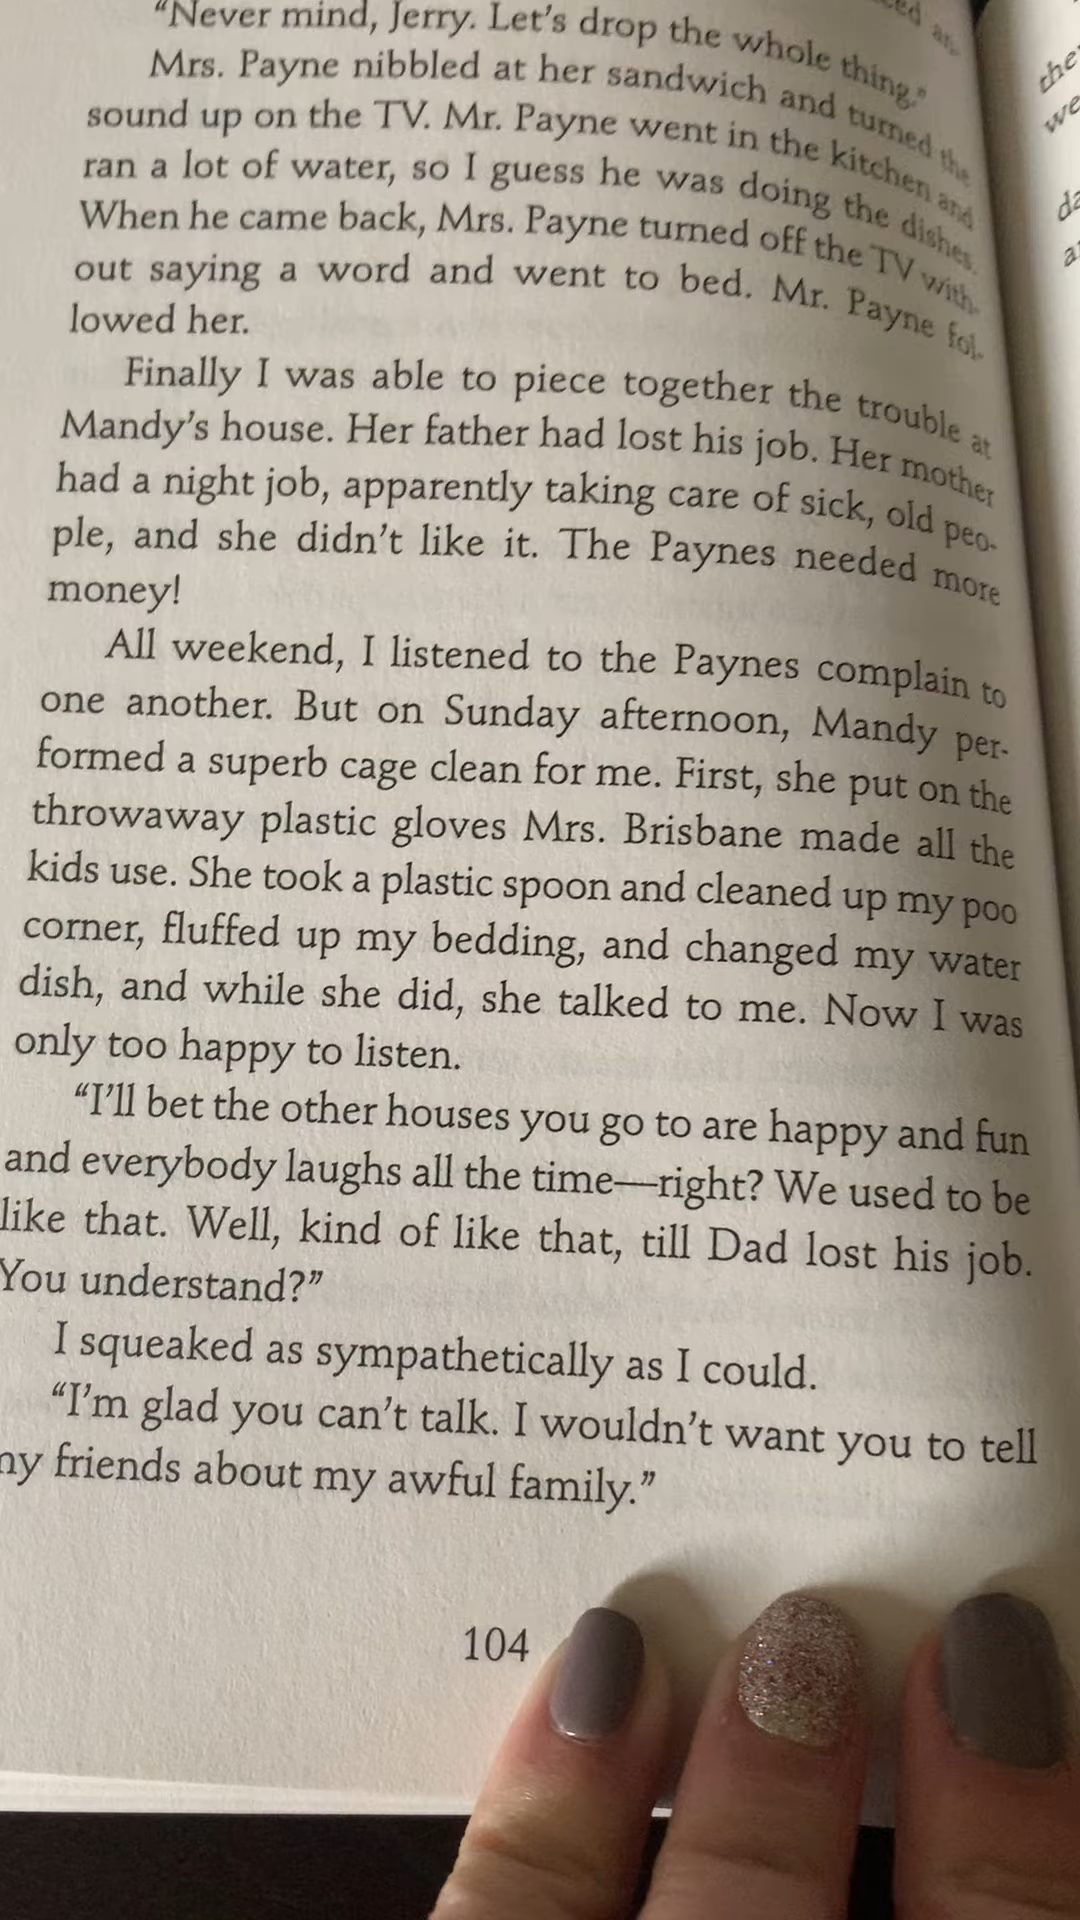 “Never mind, Jerry. Let’s drop the whole thing.”
Mrs. Payne nibbled at her sandwich and turned the
sound up on the TV. Mr. Payne went in the kitchen and
ran a lot of water, so I guess he was doing the dishes.
When he came back, Mrs. Payne turned off the TV with-
out saying a word and went to bed. Mr. Payne fol-
lowed her.
Finally I was able to piece together the trouble at
Mandy’s house. Her father had lost his job. Her mother
had a night job, apparently taking care of sick, old peo-
ple, and she didn’t like it. The Paynes needed more
money!
All weekend, I listened to the Paynes complain to
one another. But on Sunday afternoon, Mandy per-
formed a superb cage clean for me. First, she put on the
throwaway plastic gloves Mrs. Brisbane made all the
kids use. She took a plastic spoon and cleaned up my poo
corner, fluffed up my bedding, and changed my water
dish, and while she did, she talked to me. Now I was
only too happy to listen.
“I’ll bet the other houses you go to are happy and fun
and everybody laughs all the time—right? We used to be
like that. Well, kind of like that, till Dad lost his job.
You understand?”
I squeaked as sympathetically as I could.
“I’m glad you can’t talk. I wouldn’t want you to tell
my friends about my awful family.”
104